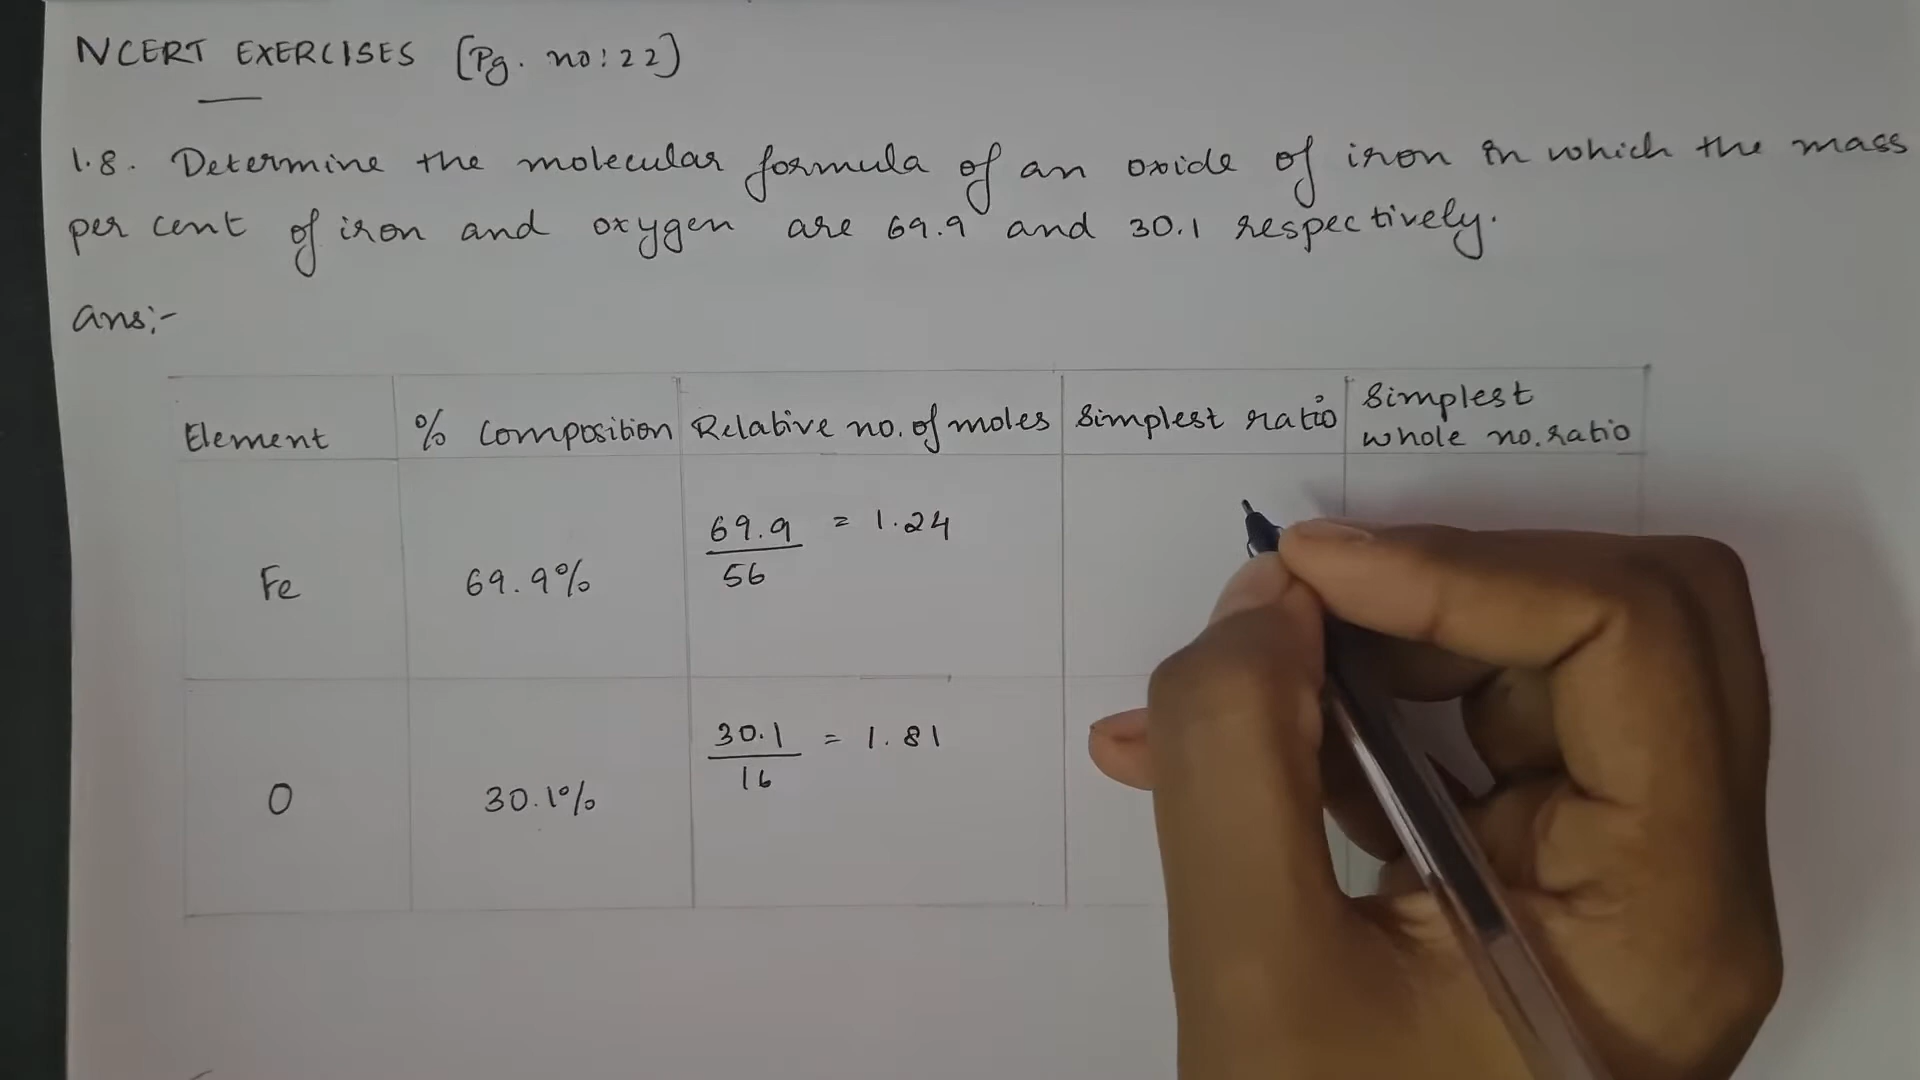 NCERT EXERCISES [Pg. no: 22]
1.8. Determine the molecular formula of an oxide of iron in which the mass
per cent of iron and oxygen are 69.9 and 30.1 respectively.
ans:-
Element % Composition Relative no. of moles Simplest ratio Simplest whole no. ratio
Fe 69.9% 69.9/56 = 1.24
O 30.1% 30.1/16 = 1.81